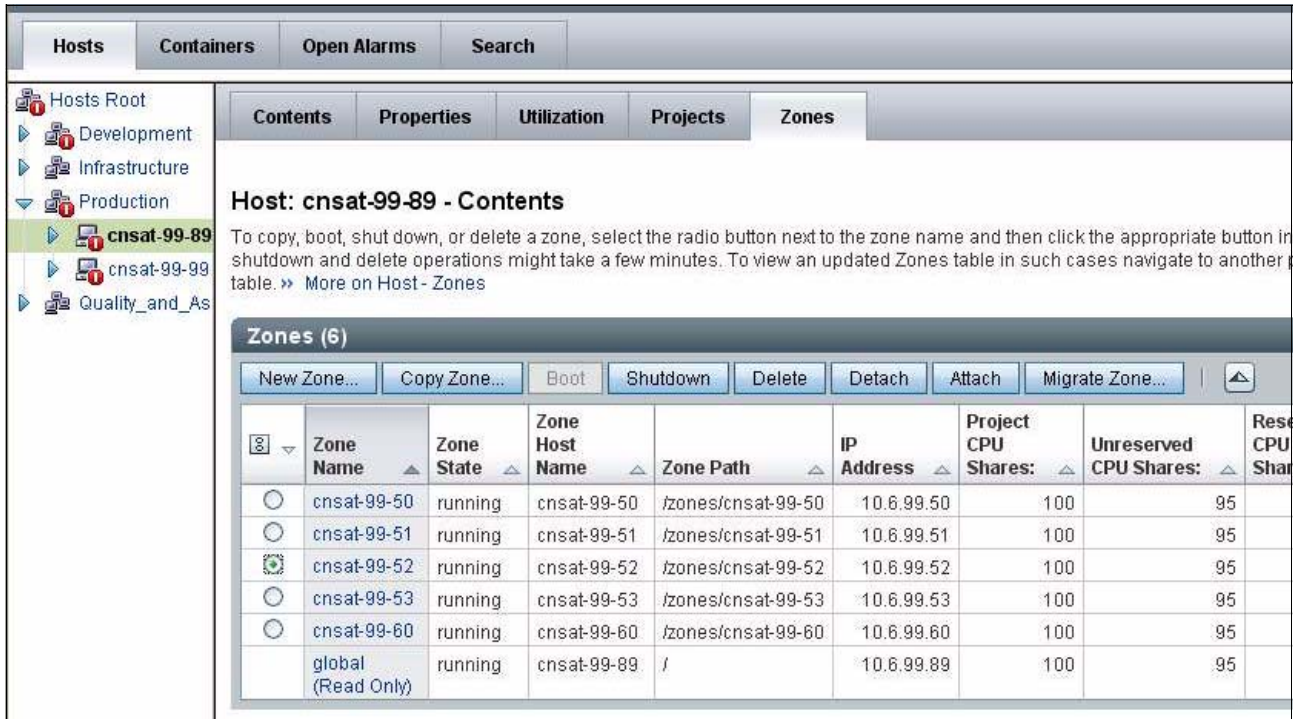 Hosts Containers Open Alarms Search
Hosts Root
Development
Infrastructure
Production
cnsat-99-89
cnsat-99-99
Quality_and_As
Contents Properties Utilization Projects Zones
Host: cnsat-99-89 - Contents
To copy, boot, shut down, or delete a zone, select the radio button next to the zone name and then click the appropriate button in
shutdown and delete operations might take a few minutes. To view an updated Zones table in such cases navigate to another
table. » More on Host - Zones
Zones (6)
New Zone... Copy Zone... Boot Shutdown Delete Detach Attach Migrate Zone...
Zone Name Zone State Zone Host Name Zone Path IP Address Project CPU Shares: Unreserved CPU Shares: Rese CPU Shar
cnsat-99-50 running cnsat-99-50 /zones/cnsat-99-50 10.6.99.50 100 95
cnsat-99-51 running cnsat-99-51 /zones/cnsat-99-51 10.6.99.51 100 95
cnsat-99-52 running cnsat-99-52 /zones/cnsat-99-52 10.6.99.52 100 95
cnsat-99-53 running cnsat-99-53 /zones/cnsat-99-53 10.6.99.53 100 95
cnsat-99-60 running cnsat-99-60 /zones/cnsat-99-60 10.6.99.60 100 95
global (Read Only) running cnsat-99-89 / 10.6.99.89 100 95